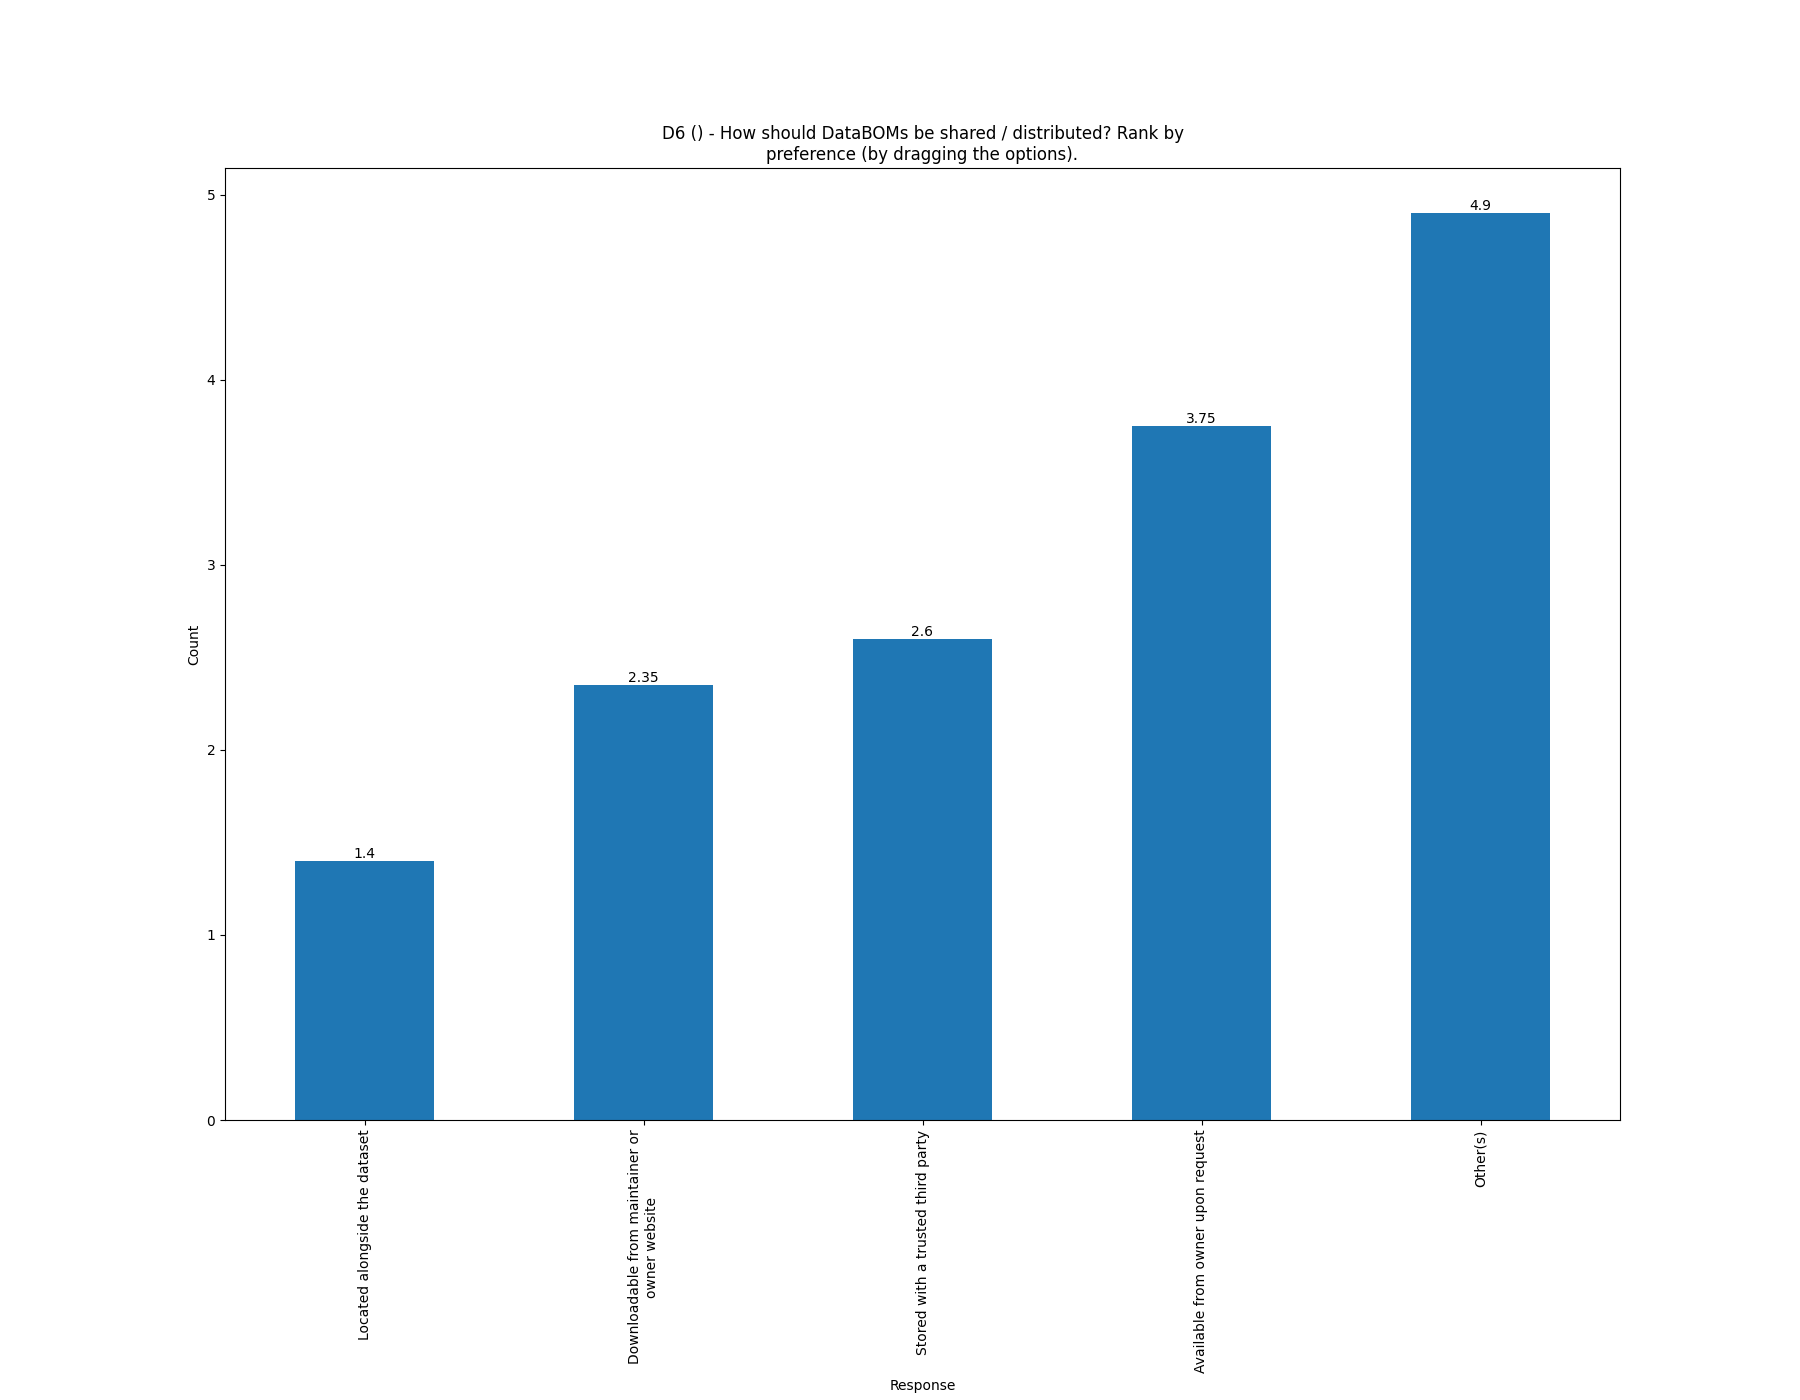 D6 () - How should DataBOMs be shared / distributed? Rank by
preference (by dragging the options).
5
4
3
2
1
0
Count
1.4
2.35
2.6
3.75
4.9
Located alongside the dataset
Downloadable from maintainer or
owner website
Stored with a trusted third party
Available from owner upon request
Other(s)
Response